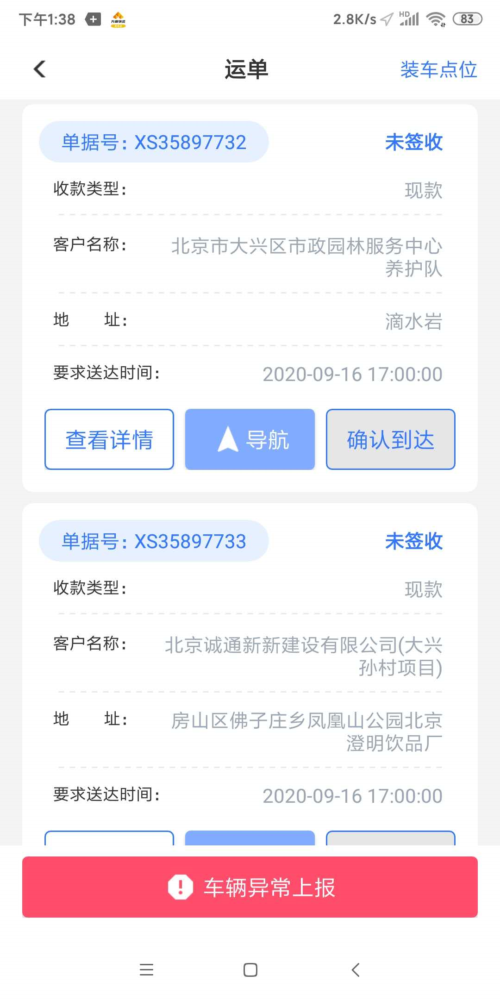 下午1:38
2.8K/s
HD
83
运单
装车点位
单据号：XS35897732
未签收
收款类型：
现款
客户名称：
北京市大兴区市政园林服务中心
养护队
地 址：
滴水岩
要求送达时间：
2020-09-16 17:00:00
查看详情
导航
确认到达
单据号：XS35897733
未签收
收款类型：
现款
客户名称：
北京诚通新新建设有限公司(大兴
孙村项目)
地 址：
房山区佛子庄乡凤凰山公园北京
澄明饮品厂
要求送达时间：
2020-09-16 17:00:00
车辆异常上报